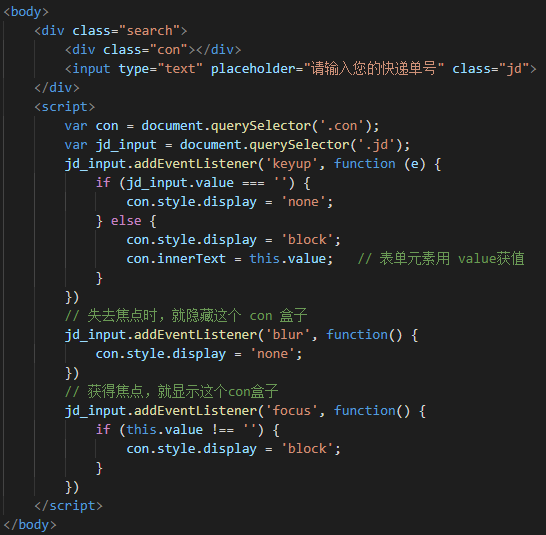 <body>
    <div class="search">
        <div class="con"></div>
        <input type="text" placeholder="请输入您的快递单号" class="jd">
    </div>
    <script>
        var con = document.querySelector('.con');
        var jd_input = document.querySelector('.jd');
        jd_input.addEventListener('keyup', function (e) {
            if (jd_input.value === '') {
                con.style.display = 'none';
            } else {
                con.style.display = 'block';
                con.innerText = this.value;   // 表单元素用 value获值
            }
        })
        // 失去焦点时，就隐藏这个 con 盒子
        jd_input.addEventListener('blur', function() {
            con.style.display = 'none';
        })
        // 获得焦点，就显示这个con盒子
        jd_input.addEventListener('focus', function() {
            if (this.value !== '') {
                con.style.display = 'block';
            }
        })
    </script>
</body>